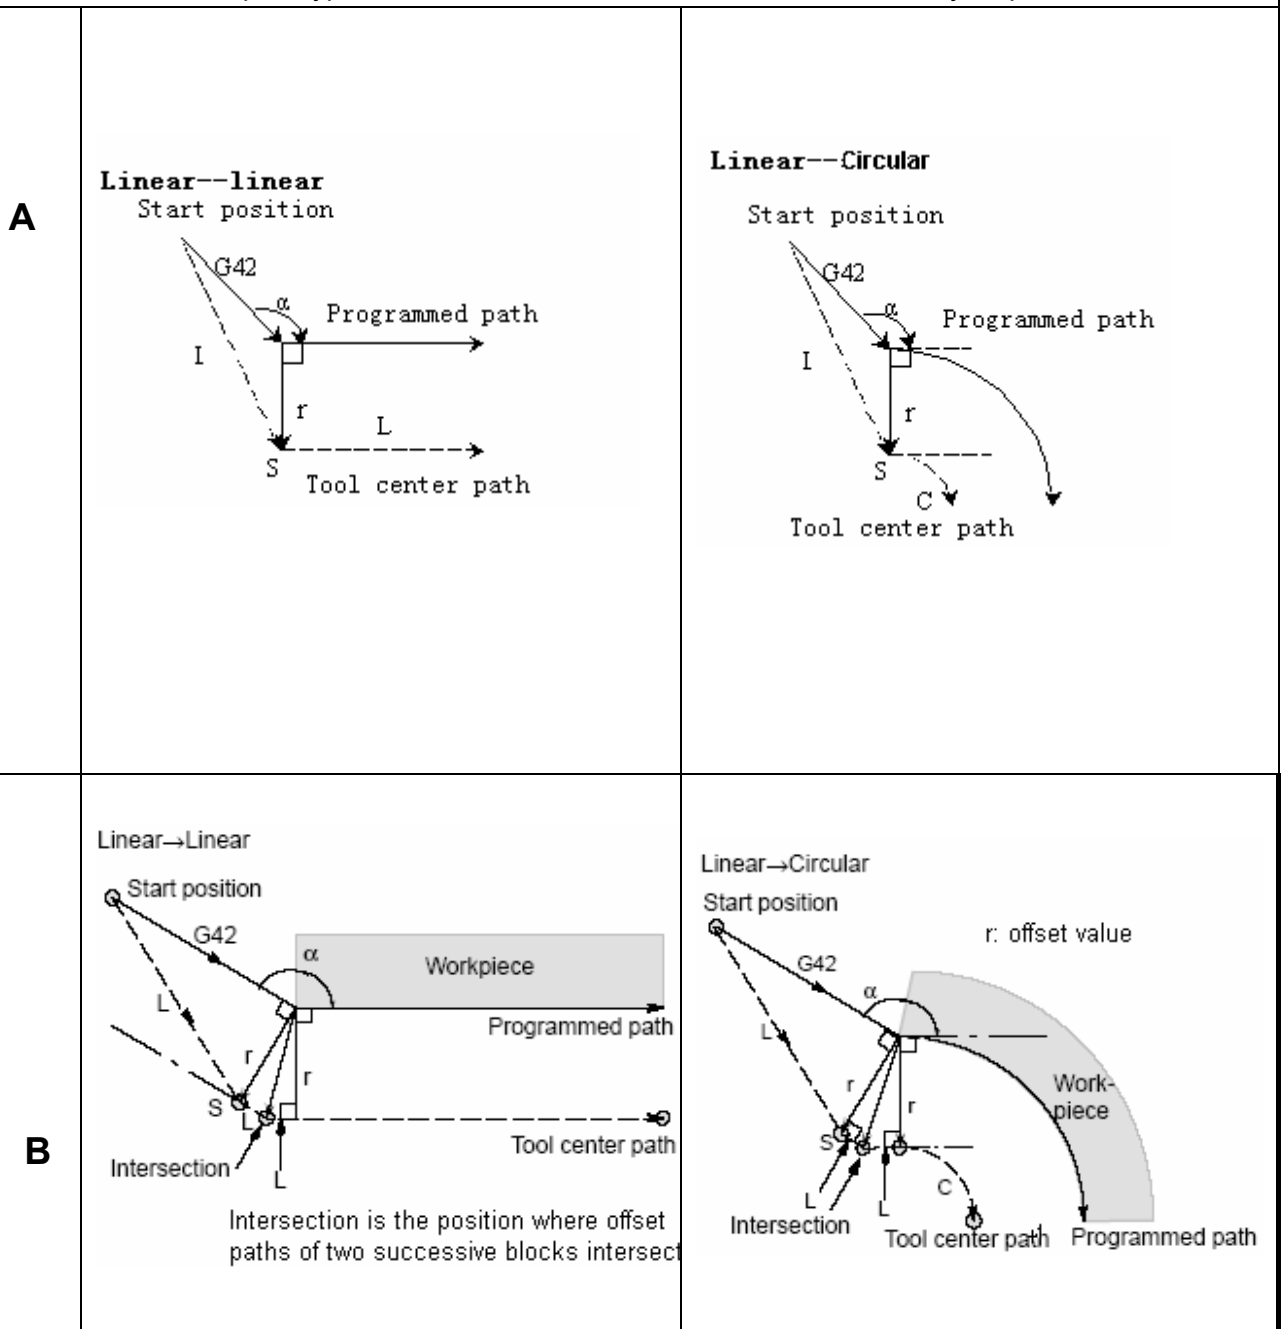 A
Linear--linear
Start position
G42
α
Programmed path
I
r
L
S
Tool center path
Linear--Circular
Start position
G42
α
Programmed path
I
r
S
C
Tool center path
B
Linear→Linear
Start position
G42
α
Workpiece
L
Programmed path
r
r
S
L
Tool center path
Intersection
L
Intersection is the position where offset
paths of two successive blocks intersect
Linear→Circular
Start position
r: offset value
G42
α
L
Work-
piece
r
r
S
C
L
L
Intersection
Tool center path
Programmed path